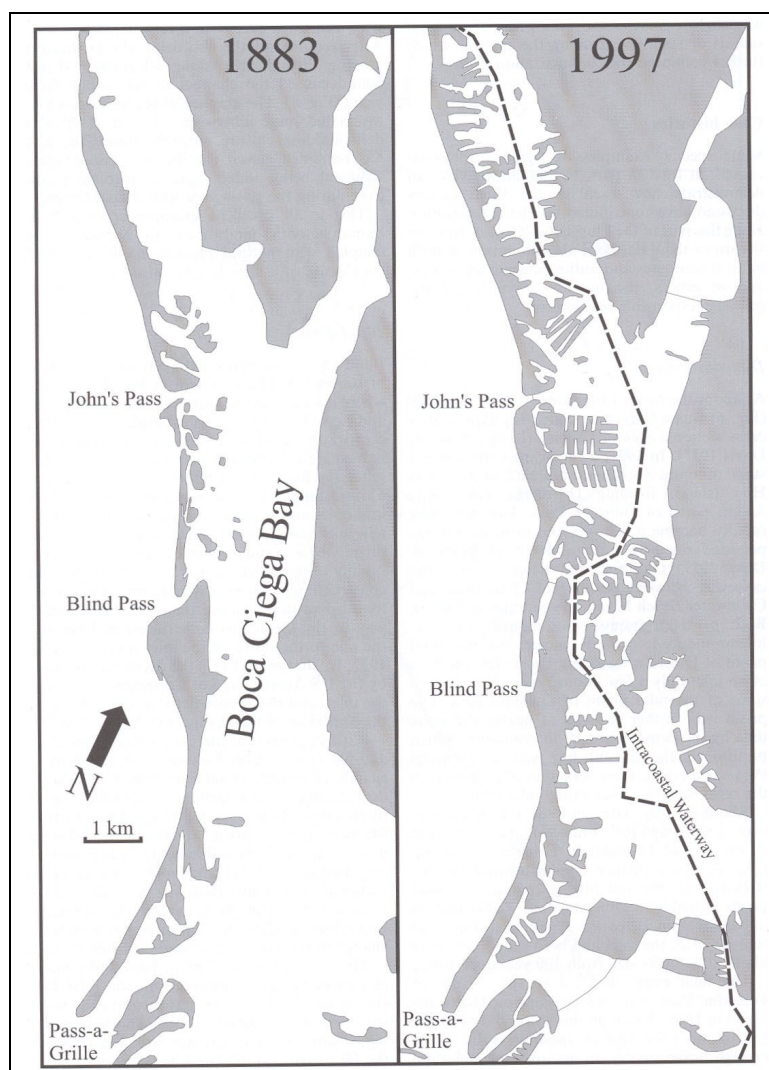 1883
John's Pass
Blind Pass
Boca Ciega Bay
N
1 km
Pass-a-
Grille
1997
John's Pass
Blind Pass
Intracoastal Waterway
Pass-a-
Grille